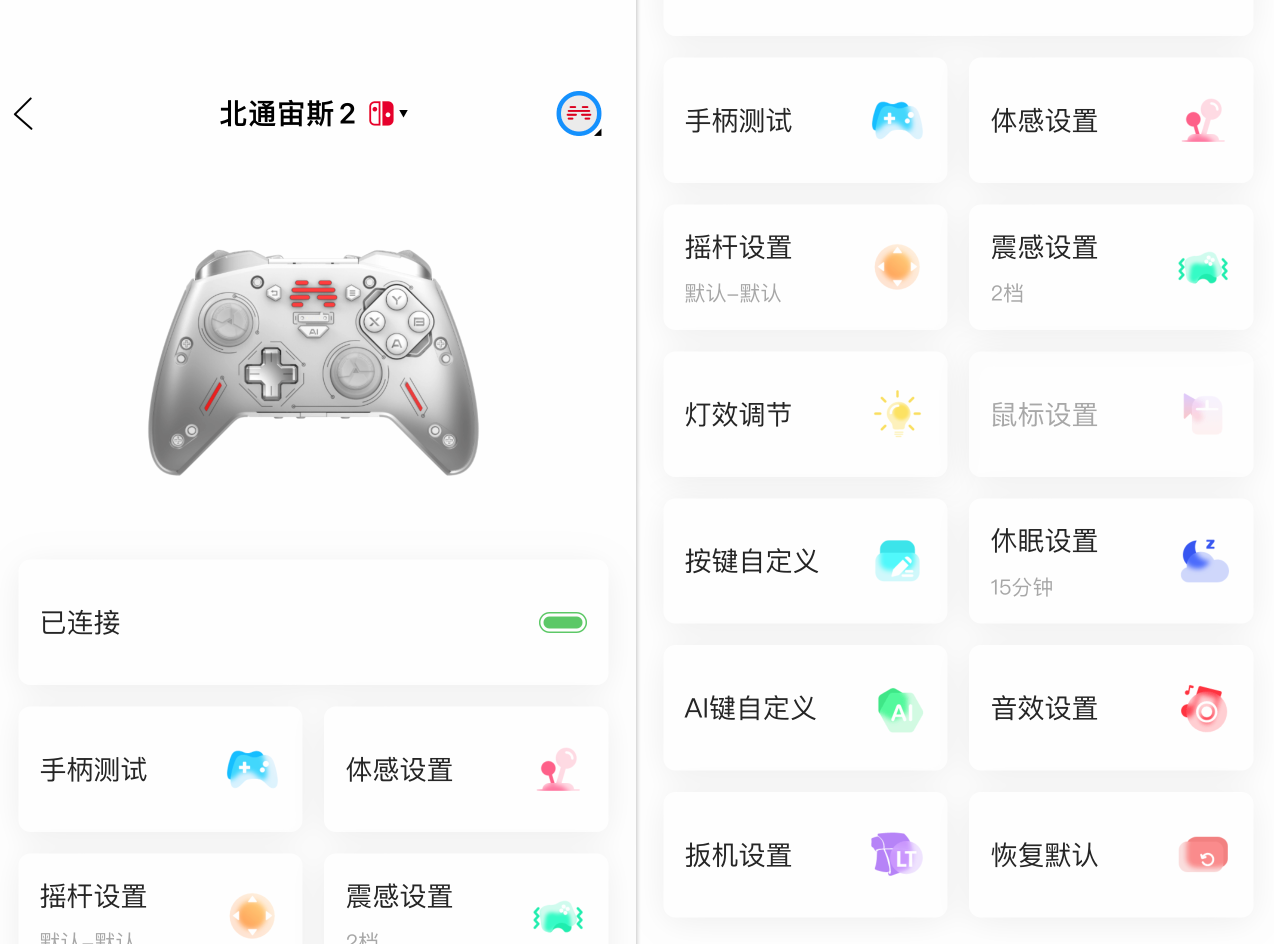 北通宙斯2
AI
Y
X
B
A
已连接
手柄测试
体感设置
摇杆设置
震感设置
默认-默认
2档
手柄测试
体感设置
摇杆设置
默认-默认
震感设置
2档
灯效调节
鼠标设置
按键自定义
休眠设置
15分钟
z
AI键自定义
AI
音效设置
扳机设置
LT
恢复默认